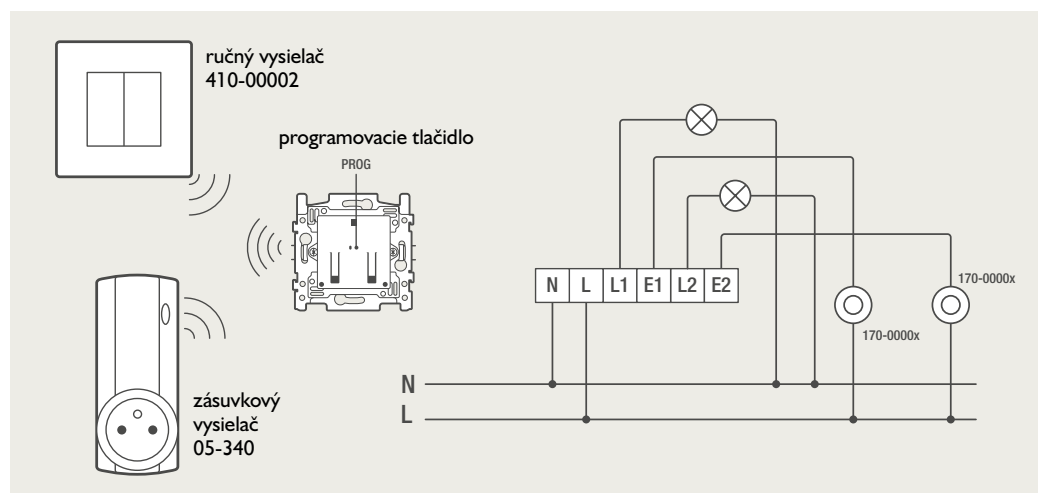 ručný vysielač
410-00002
programovacie tlačidlo
PROG
N L L1 E1 L2 E2
170-0000x
170-0000x
N
L
zásuvkový
vysielač
05-340